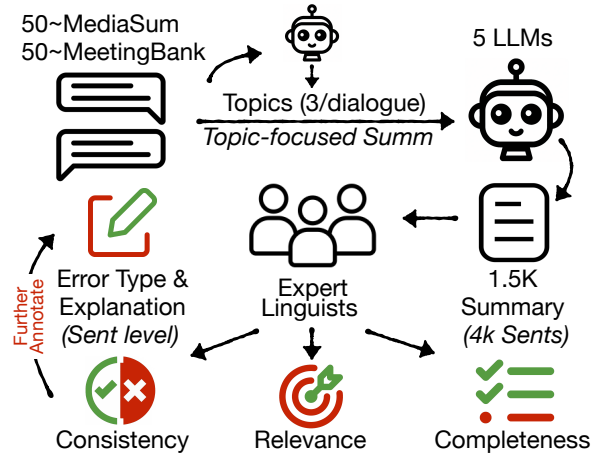 50~MediaSum
50~MeetingBank
5 LLMs
Topics (3/dialogue)
Topic-focused Summ
Further
Annotate
Error Type &
Explanation
(Sent level)
Expert
Linguists
1.5K
Summary
(4k Sents)
Consistency
Relevance
Completeness